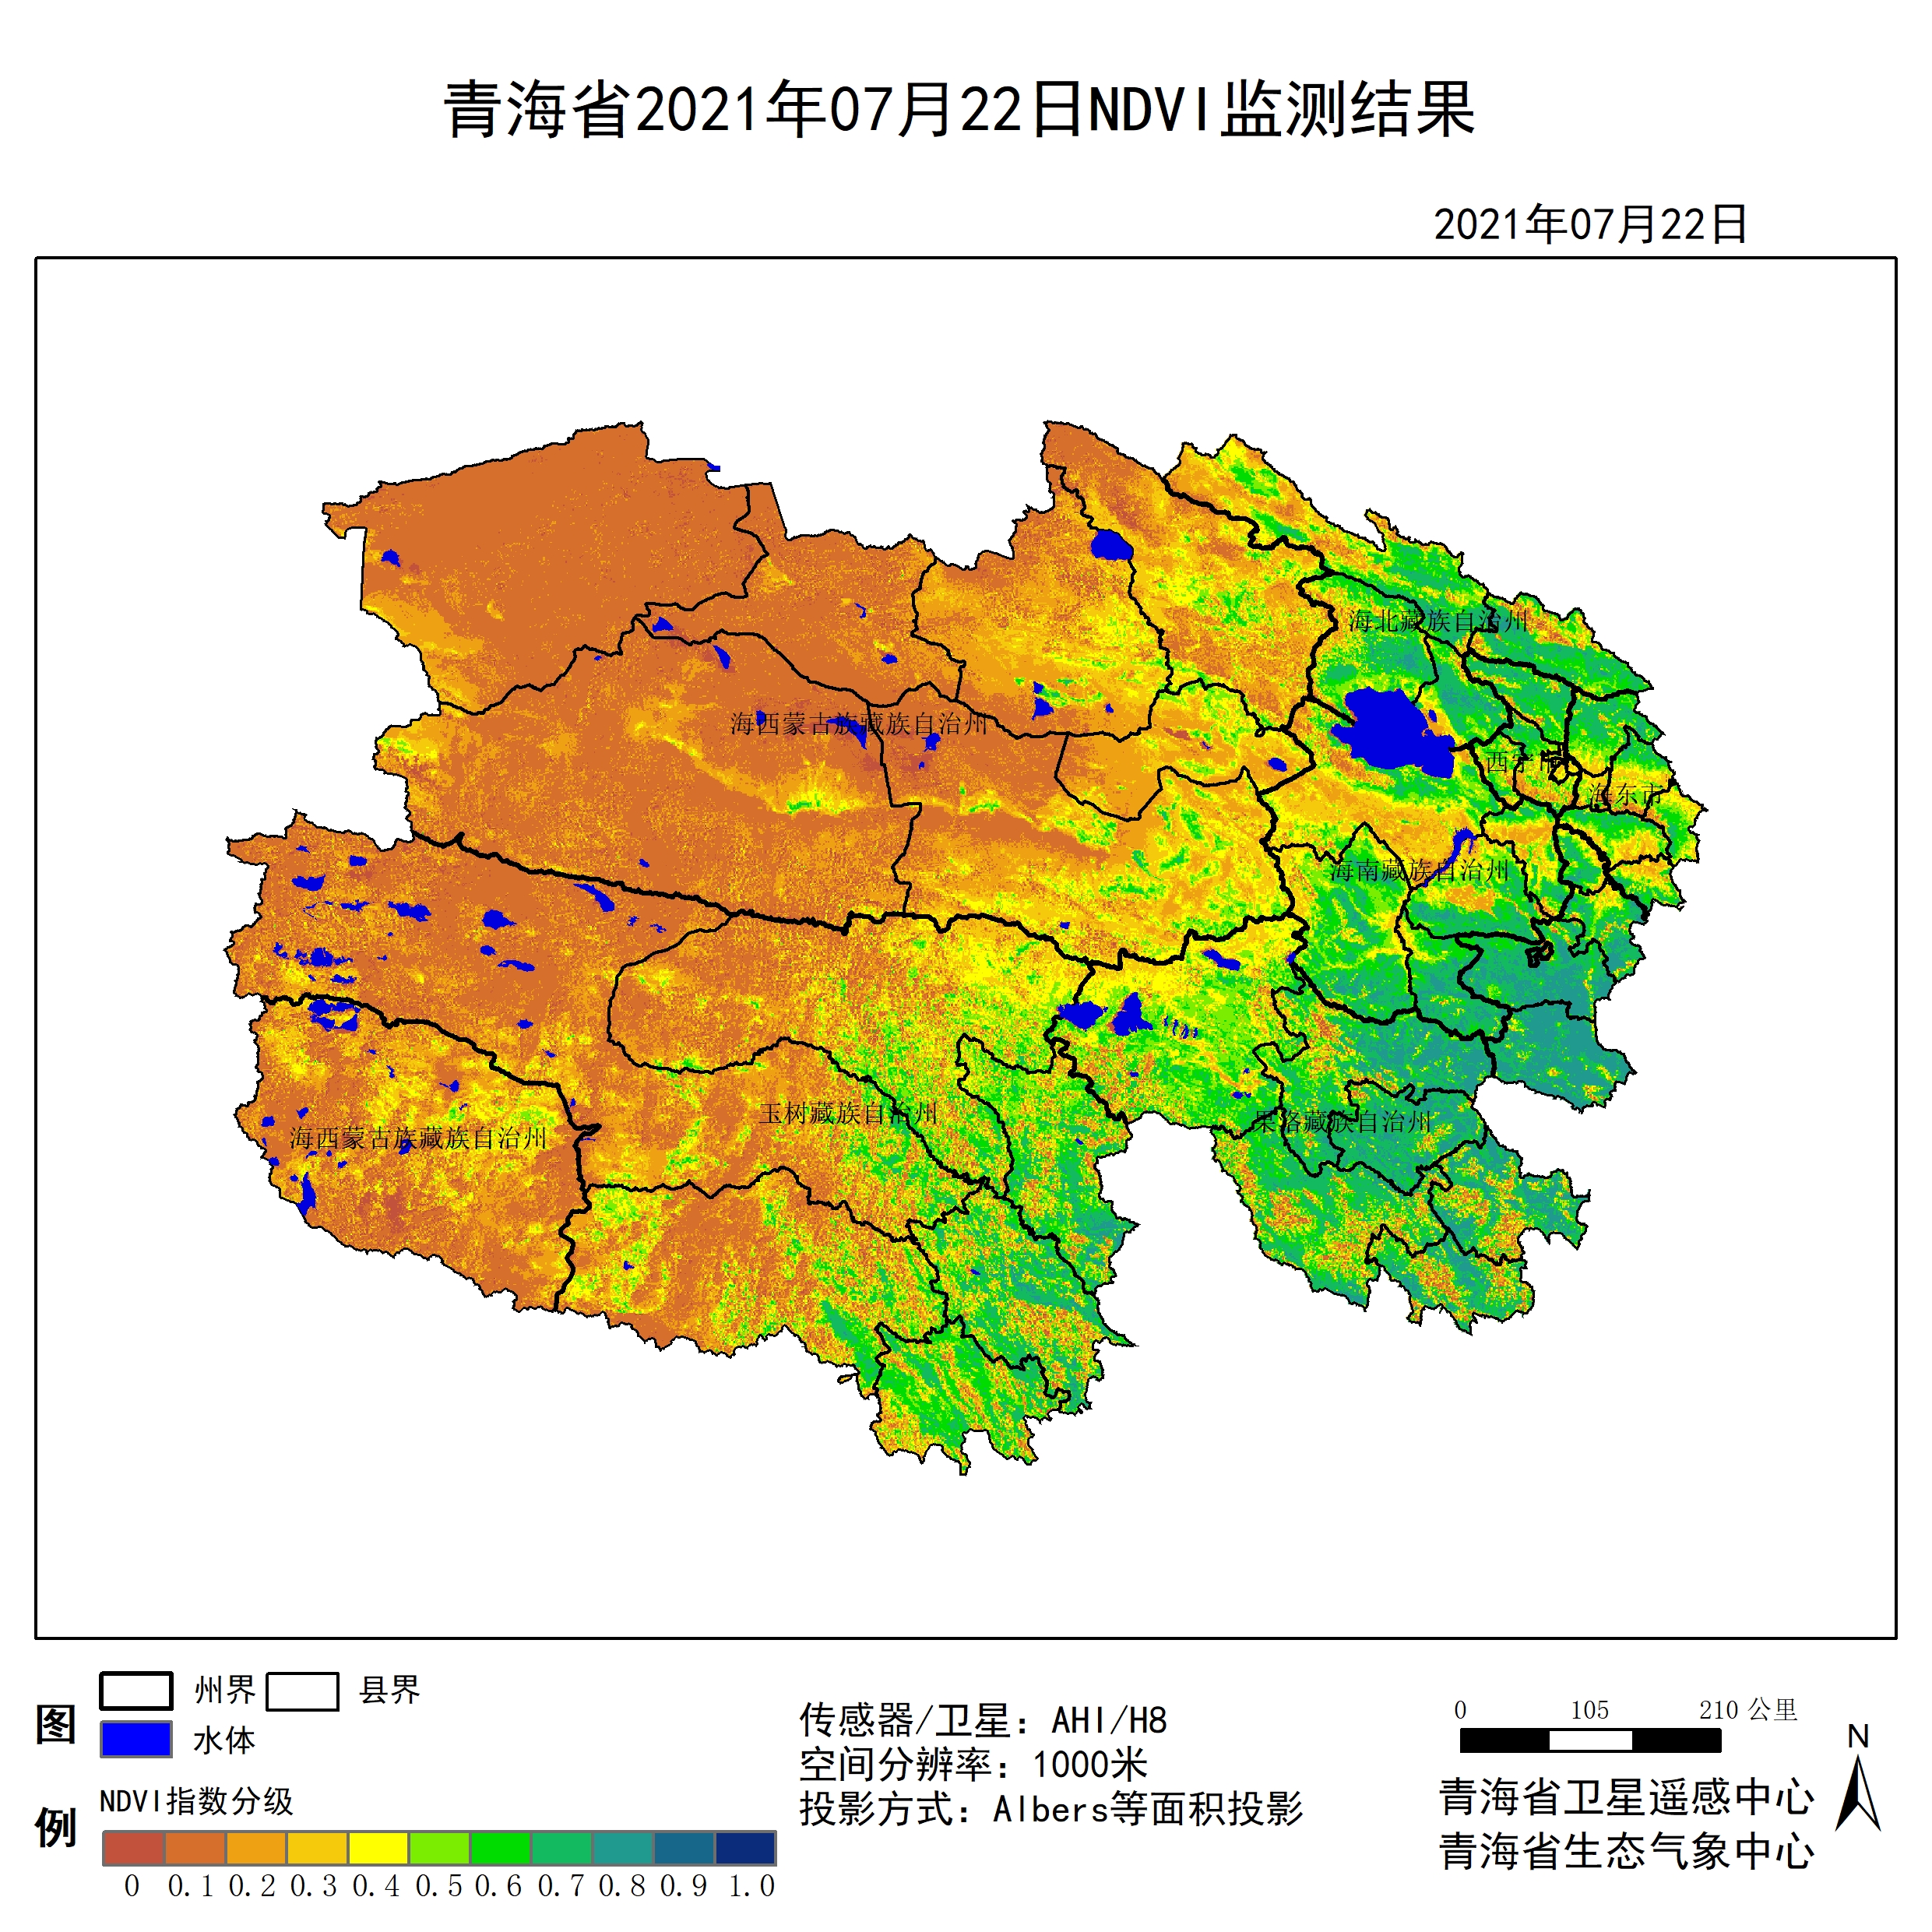 青海省2021年07月22日NDVI监测结果
2021年07月22日
海北藏族自治州
海西蒙古族藏族自治州
西宁市
海东市
海南藏族自治州
玉树藏族自治州
果洛藏族自治州
海西蒙古族藏族自治州
图例
州界
县界
水体
NDVI指数分级
0 0.1 0.2 0.3 0.4 0.5 0.6 0.7 0.8 0.9 1.0
传感器/卫星：AHI/H8
空间分辨率：1000米
投影方式：Albers等面积投影
0 105 210 公里
N
青海省卫星遥感中心
青海省生态气象中心